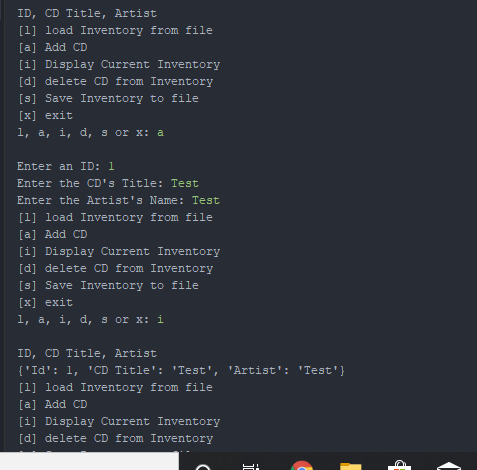 ID, CD Title, Artist
[l] load Inventory from file
[a] Add CD
[i] Display Current Inventory
[d] delete CD from Inventory
[s] Save Inventory to file
[x] exit
l, a, i, d, s or x: a
Enter an ID: 1
Enter the CD's Title: Test
Enter the Artist's Name: Test
[l] load Inventory from file
[a] Add CD
[i] Display Current Inventory
[d] delete CD from Inventory
[s] Save Inventory to file
[x] exit
l, a, i, d, s or x: i
ID, CD Title, Artist
{'Id': 1, 'CD Title': 'Test', 'Artist': 'Test'}
[l] load Inventory from file
[a] Add CD
[i] Display Current Inventory
[d] delete CD from Inventory